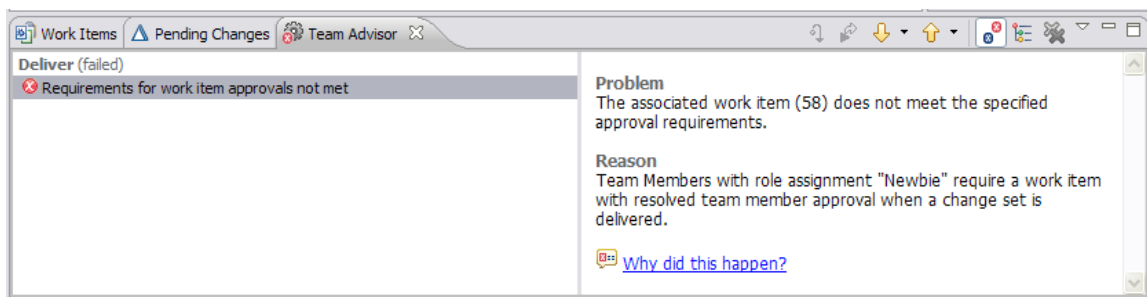 Work Items Pending Changes Team Advisor
Deliver (failed)
Requirements for work item approvals not met
Problem
The associated work item (58) does not meet the specified
approval requirements.
Reason
Team Members with role assignment "Newbie" require a work item
with resolved team member approval when a change set is
delivered.
Why did this happen?